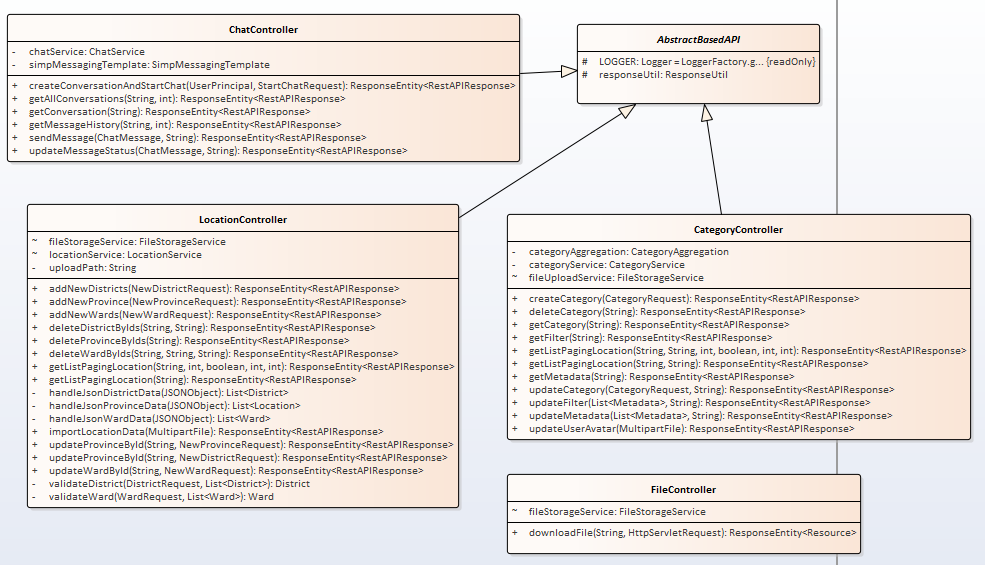 ChatController
- chatService: ChatService
- simpMessagingTemplate: SimpMessagingTemplate
+ createConversationAndStartChat(UserPrincipal, StartChatRequest): ResponseEntity<RestAPIResponse>
+ getAllConversations(String, int): ResponseEntity<RestAPIResponse>
+ getConversation(String): ResponseEntity<RestAPIResponse>
+ getMessageHistory(String, int): ResponseEntity<RestAPIResponse>
+ sendMessage(ChatMessage, String): ResponseEntity<RestAPIResponse>
+ updateMessageStatus(ChatMessage, String): ResponseEntity<RestAPIResponse>
AbstractBasedAPI
# LOGGER: Logger = LoggerFactory.g... {readOnly}
# responseUtil: ResponseUtil
LocationController
~ fileStorageService: FileStorageService
~ locationService: LocationService
- uploadPath: String
+ addNewDistricts(NewDistrictRequest): ResponseEntity<RestAPIResponse>
+ addNewProvince(NewProvinceRequest): ResponseEntity<RestAPIResponse>
+ addNewWards(NewWardRequest): ResponseEntity<RestAPIResponse>
+ deleteDistrictByIds(String, String): ResponseEntity<RestAPIResponse>
+ deleteProvinceByIds(String): ResponseEntity<RestAPIResponse>
+ deleteWardByIds(String, String, String): ResponseEntity<RestAPIResponse>
+ getListPagingLocation(String, int, boolean, int, int): ResponseEntity<RestAPIResponse>
+ getListPagingLocation(String): ResponseEntity<RestAPIResponse>
- handleJsonDistrictData(JSONObject): List<District>
- handleJsonProvinceData(JSONObject): List<Location>
- handleJsonWardData(JSONObject): List<Ward>
+ importLocationData(MultipartFile): ResponseEntity<RestAPIResponse>
+ updateProvinceById(String, NewProvinceRequest): ResponseEntity<RestAPIResponse>
+ updateProvinceById(String, NewDistrictRequest): ResponseEntity<RestAPIResponse>
+ updateWardById(String, NewWardRequest): ResponseEntity<RestAPIResponse>
- validateDistrict(DistrictRequest, List<District>): District
- validateWard(WardRequest, List<Ward>): Ward
CategoryController
- categoryAggregation: CategoryAggregation
- categoryService: CategoryService
~ fileUploadService: FileStorageService
+ createCategory(CategoryRequest): ResponseEntity<RestAPIResponse>
+ deleteCategory(String): ResponseEntity<RestAPIResponse>
+ getCategory(String): ResponseEntity<RestAPIResponse>
+ getFilter(String): ResponseEntity<RestAPIResponse>
+ getListPagingLocation(String, String, int, boolean, int, int): ResponseEntity<RestAPIResponse>
+ getListPagingLocation(String): ResponseEntity<RestAPIResponse>
+ getMetadata(String): ResponseEntity<RestAPIResponse>
+ updateCategory(CategoryRequest, String): ResponseEntity<RestAPIResponse>
+ updateFilter(List<Metadata>, String): ResponseEntity<RestAPIResponse>
+ updateMetadata(List<Metadata>, String): ResponseEntity<RestAPIResponse>
+ updateUserAvatar(MultipartFile): ResponseEntity<RestAPIResponse>
FileController
~ fileStorageService: FileStorageService
+ downloadFile(String, HttpServletRequest): ResponseEntity<Resource>